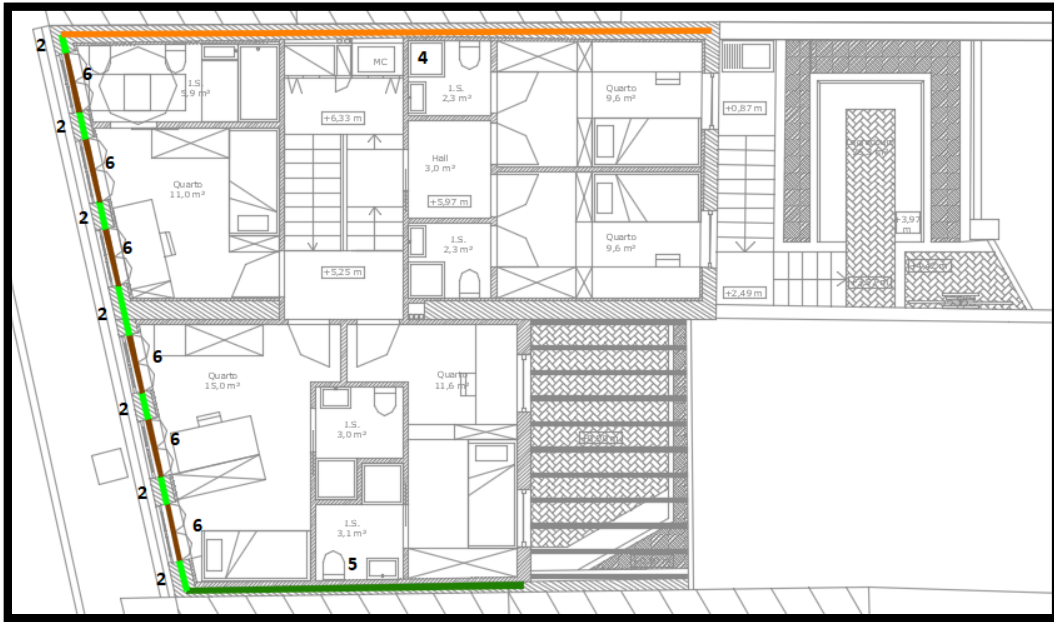 2
6
I.S.
5,9 m²
MC
4
I.S.
2,3 m²
Quarto
9,6 m²
+0,87 m
2
+6,33 m
6
Quarto
11,0 m²
Hall
3,0 m²
+5,97 m
+3,97
m
2
6
I.S.
2,3 m²
Quarto
9,6 m²
+5,25 m
+2,49 m
2
6
Quarto
15,0 m²
Quarto
11,6 m²
2
I.S.
3,0 m²
6
2
6
I.S.
3,1 m²
5
2